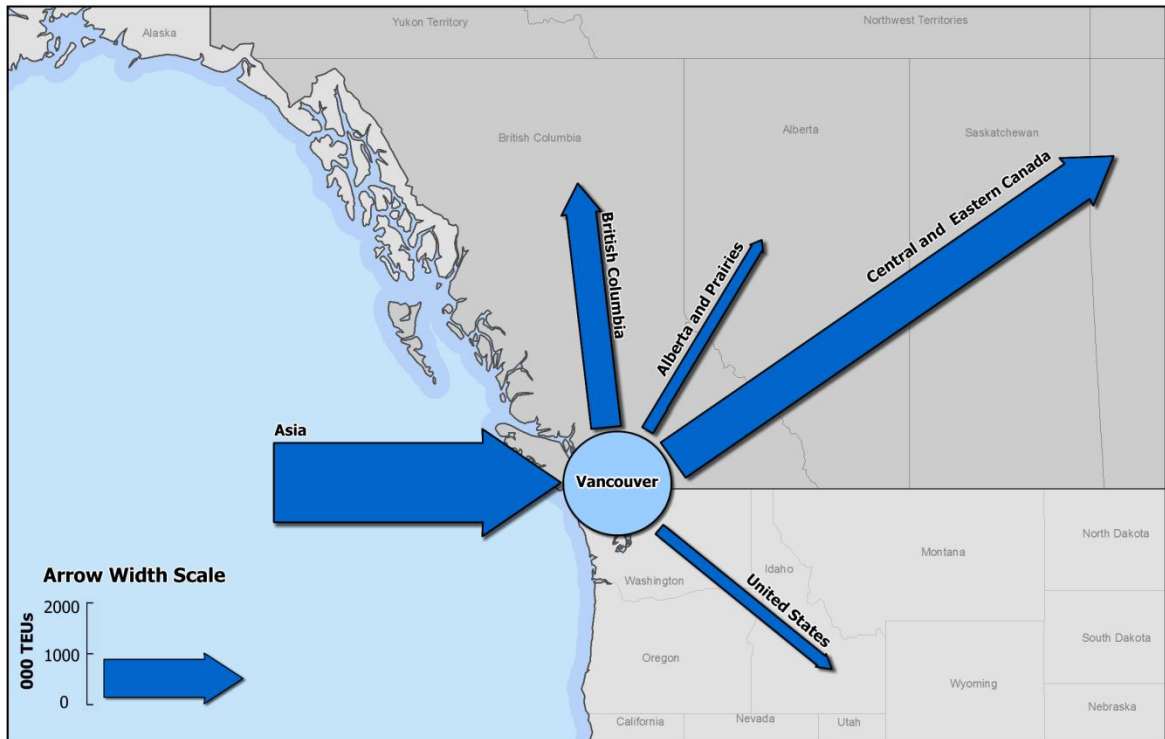 Alaska
Yukon Territory
Northwest Territories
British Columbia
Alberta
Saskatchewan
Central and Eastern Canada
British Columbia
Alberta and Prairies
Asia
Vancouver
North Dakota
Montana
Arrow Width Scale
Washington
Idaho
United States
2000
1000
0
000 TEUs
Oregon
South Dakota
Wyoming
Nebraska
California
Nevada
Utah